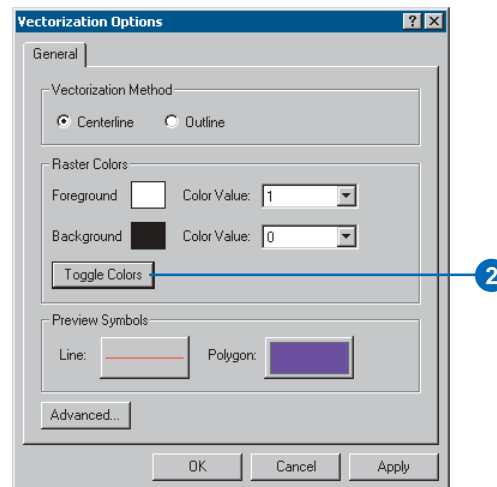 Vectorization Options
General
Vectorization Method
Centerline Outline
Raster Colors
Foreground Color Value: 1
Background Color Value: 0
Toggle Colors 2
Preview Symbols
Line: Polygon:
Advanced...
OK Cancel Apply